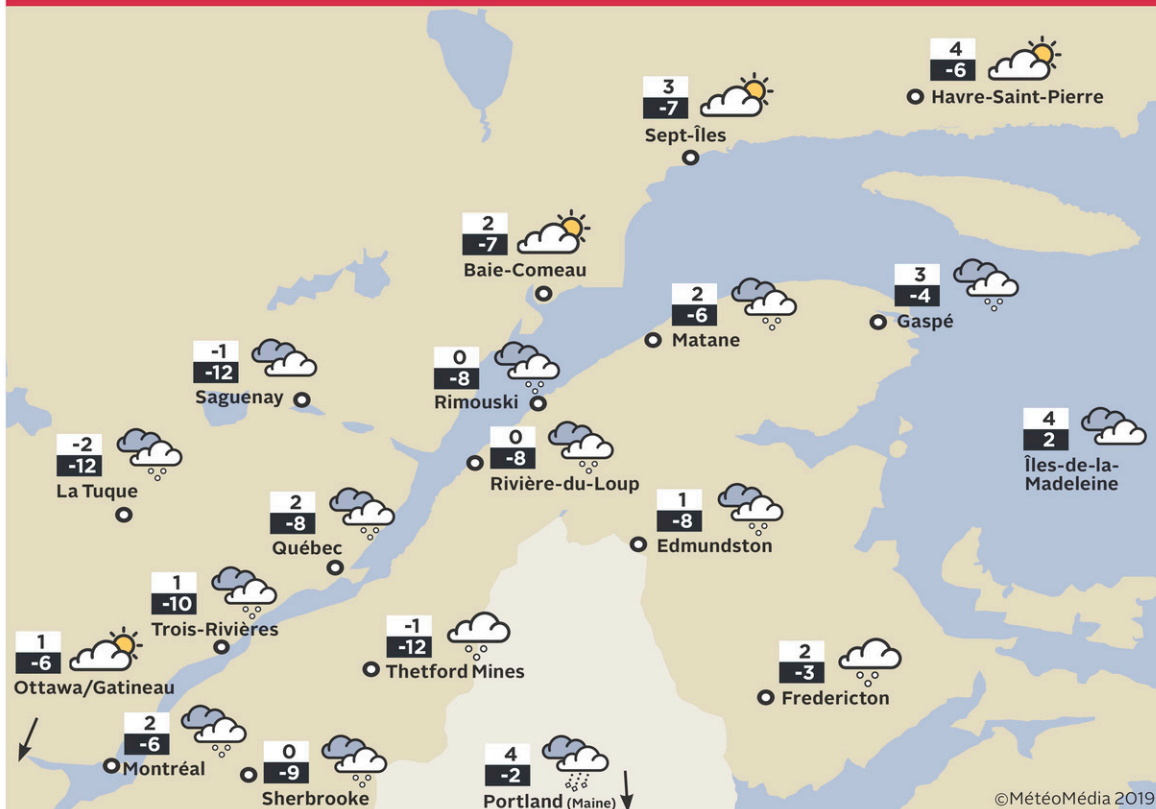 4
-6
Havre-Saint-Pierre
3
-7
Sept-Îles
2
-7
Baie-Comeau
3
-4
Gaspé
2
-6
Matane
-1
-12
Saguenay
0
-8
Rimouski
4
2
Îles-de-la-
Madeleine
-2
-12
La Tuque
0
-8
Rivière-du-Loup
2
-8
Québec
1
-8
Edmundston
1
-10
Trois-Rivières
1
-6
Ottawa/Gatineau
-1
-12
Thetford Mines
2
-3
Fredericton
2
-6
Montréal
0
-9
Sherbrooke
4
-2
Portland (Maine)
©MétéoMédia 2019